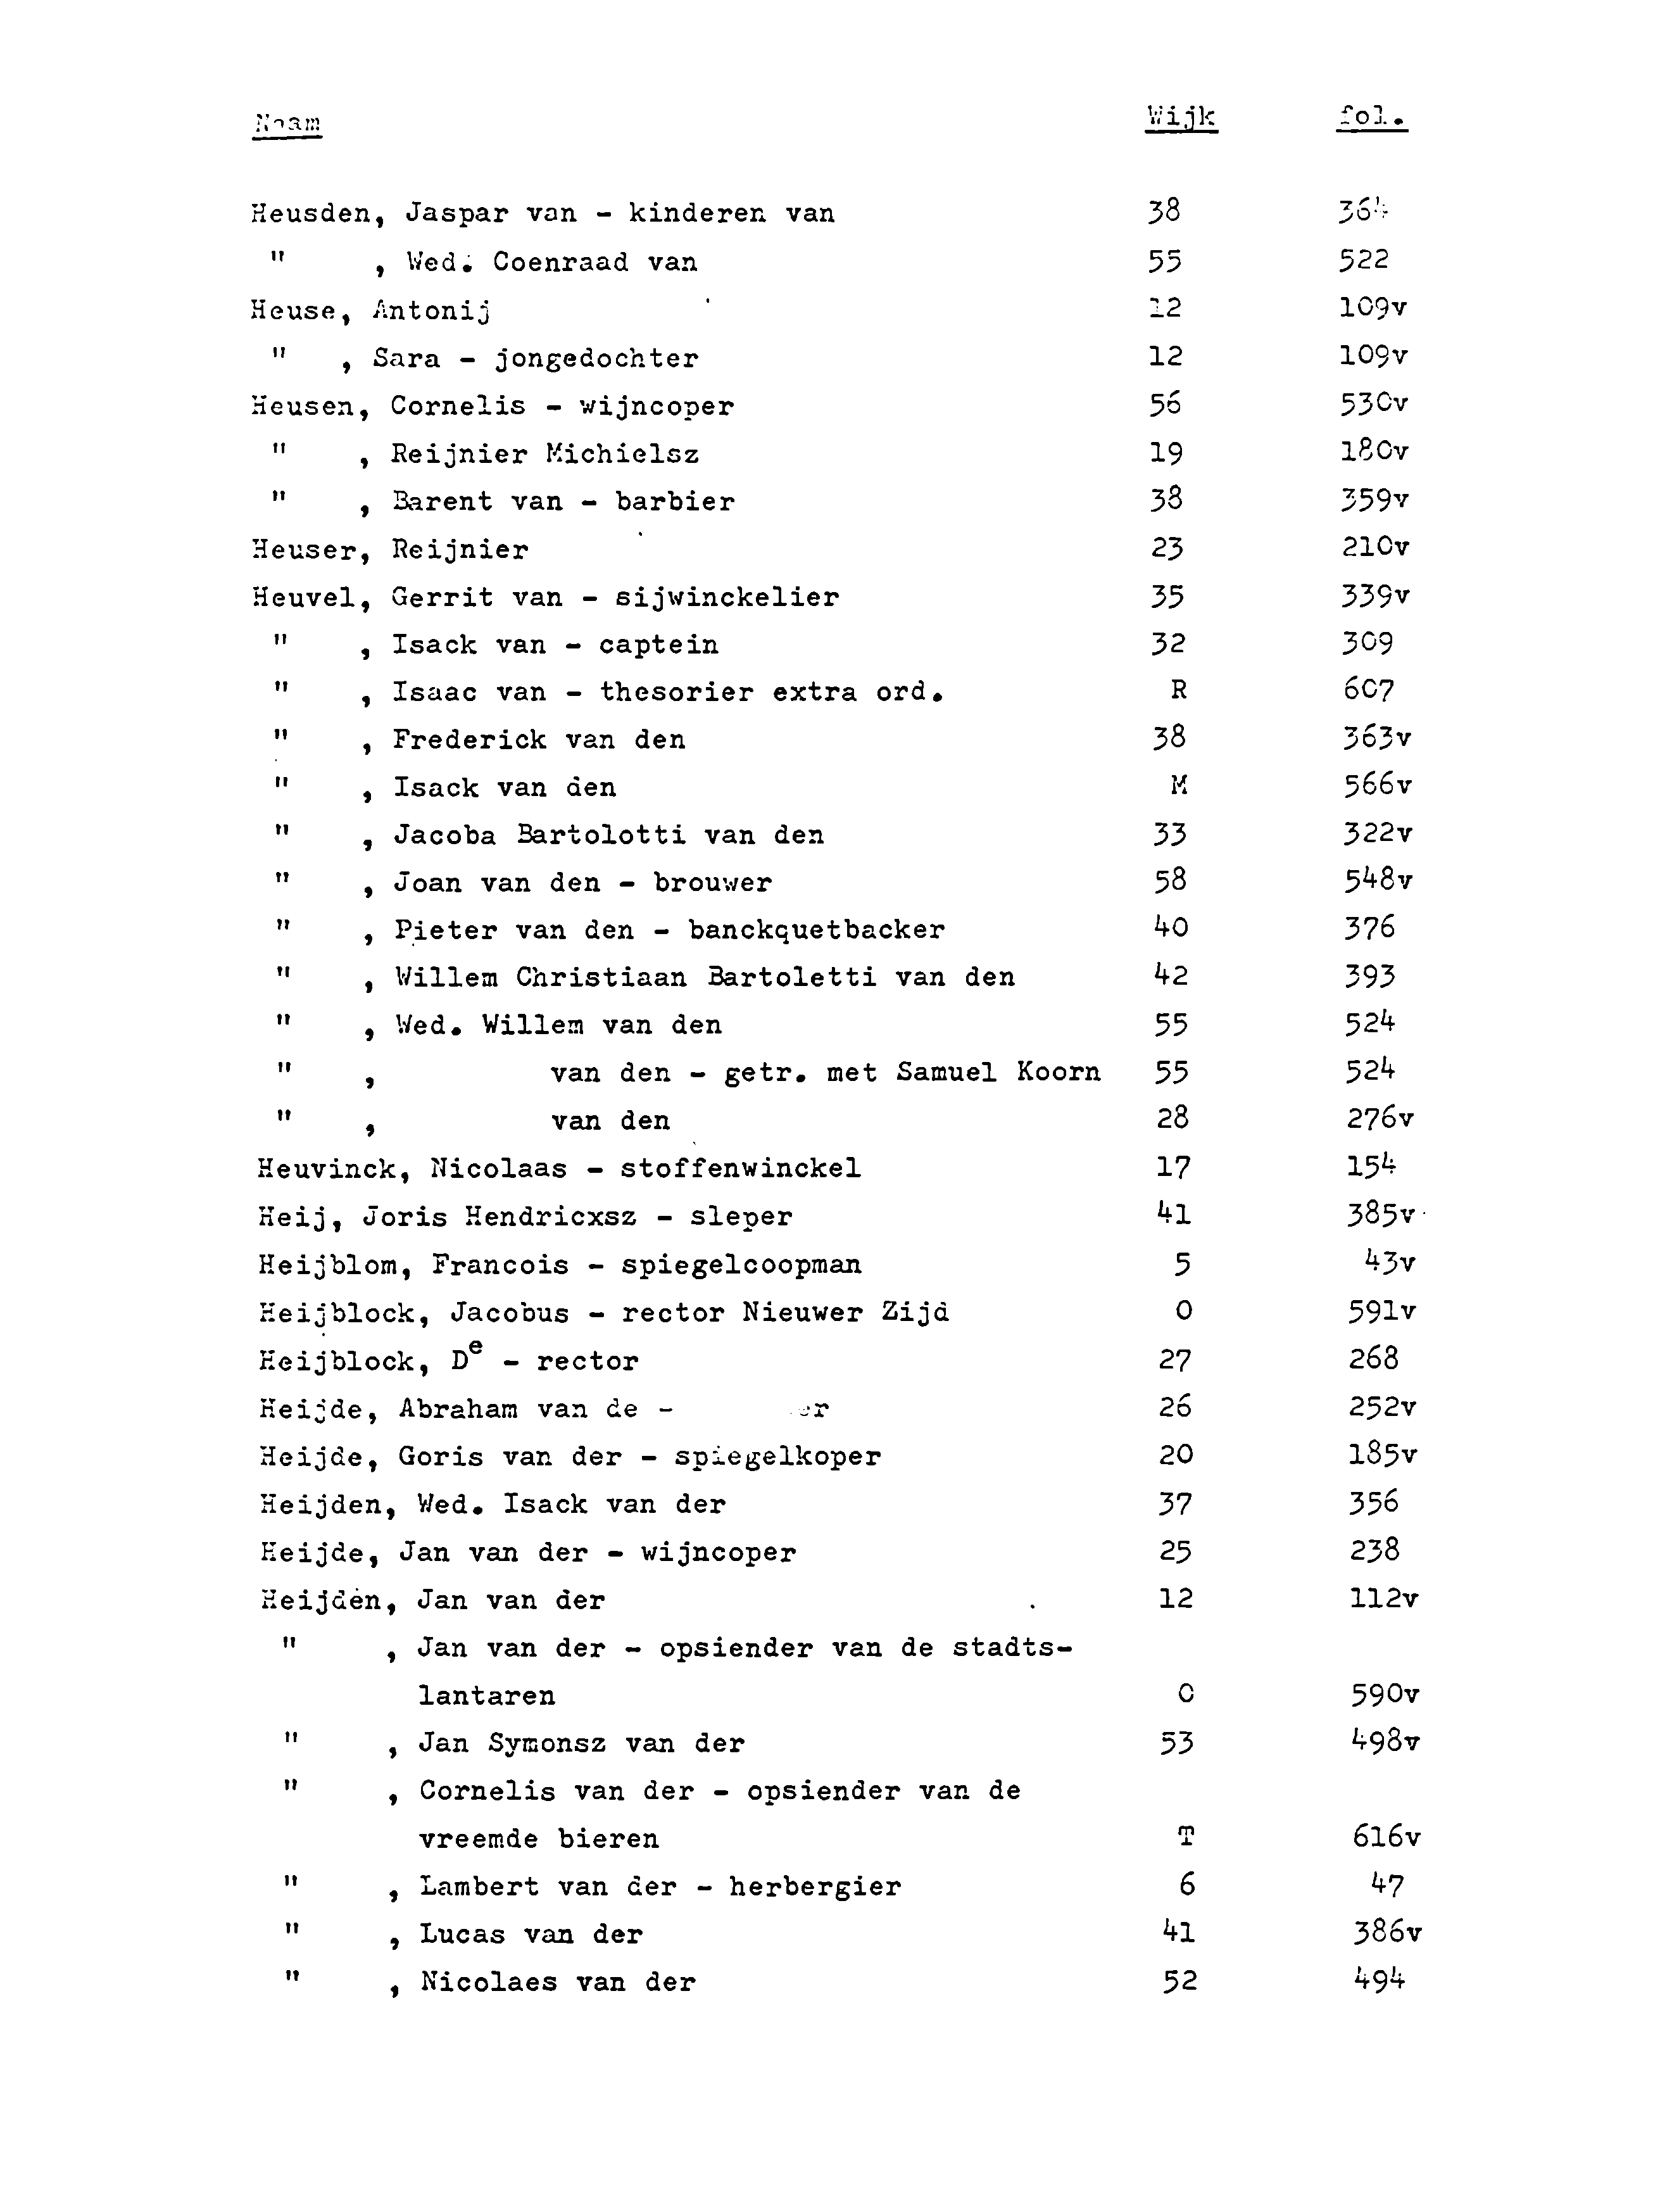 Naam Wijk fol.
Heusden, Jaspar van - kinderen van 38 364
" , Wed. Coenraad van 55 522
Heuse, Antonij 12 109v
" , Sara - jongedochter 12 109v
Heusen, Cornelis - wijncoper 56 530v
" , Reijnier Michielsz 19 180v
" , Barent van - barbier 38 359v
Heuser, Reijnier 23 210v
Heuvel, Gerrit van - sijwinckelier 35 339v
" , Isack van - captein 32 309
" , Isaac van - thesorier extra ord. R 607
" , Frederick van den 38 363v
" , Isack van den M 566v
" , Jacoba Bartolotti van den 33 322v
" , Joan van den - brouwer 58 548v
" , Pieter van den - banckquetbacker 40 376
" , Willem Christiaan Bartoletti van den 42 393
" , Wed. Willem van den 55 524
" , van den - getr. met Samuel Koorn 55 524
" , van den 28 276v
Heuvinck, Nicolaas - stoffenwinckel 17 154
Heij, Joris Hendricxsz - sleper 41 385v
Heijblom, Francois - spiegelcoopman 5 43v
Heijblock, Jacobus - rector Nieuwer Zijd O 591v
Heijblock, De - rector 27 268
Heijde, Abraham van de - 26 252v
Heijde, Goris van der - spiegelkoper 20 185v
Heijden, Wed. Isack van der 37 356
Heijde, Jan van der - wijncoper 25 238
Heijden, Jan van der 12 112v
" , Jan van der - opsiender van de stadts-
lantaren O 590v
" , Jan Symonsz van der 53 498v
" , Cornelis van der - opsiender van de
vreemde bieren T 616v
" , Lambert van der - herbergier 6 47
" , Lucas van der 41 386v
" , Nicolaes van der 52 494